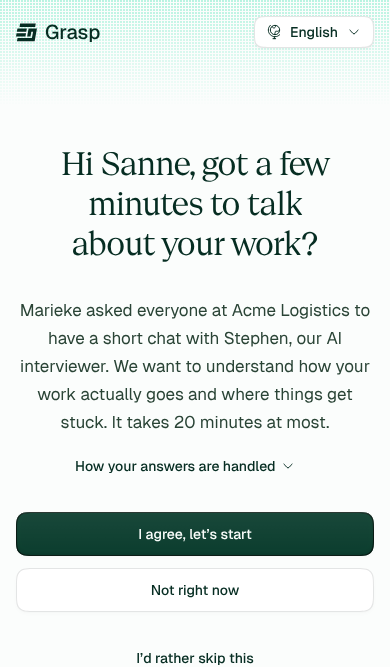 Grasp
English
Hi Sanne, got a few
minutes to talk
about your work?
Marieke asked everyone at Acme Logistics to
have a short chat with Stephen, our AI
interviewer. We want to understand how your
work actually goes and where things get
stuck. It takes 20 minutes at most.
How your answers are handled
I agree, let’s start
Not right now
I’d rather skip this